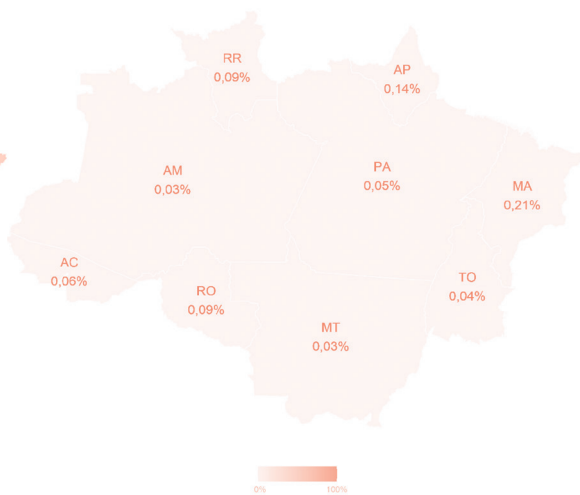 RR
0,09%
AP
0,14%
AM
0,03%
PA
0,05%
MA
0,21%
AC
0,06%
RO
0,09%
TO
0,04%
MT
0,03%
0%
100%